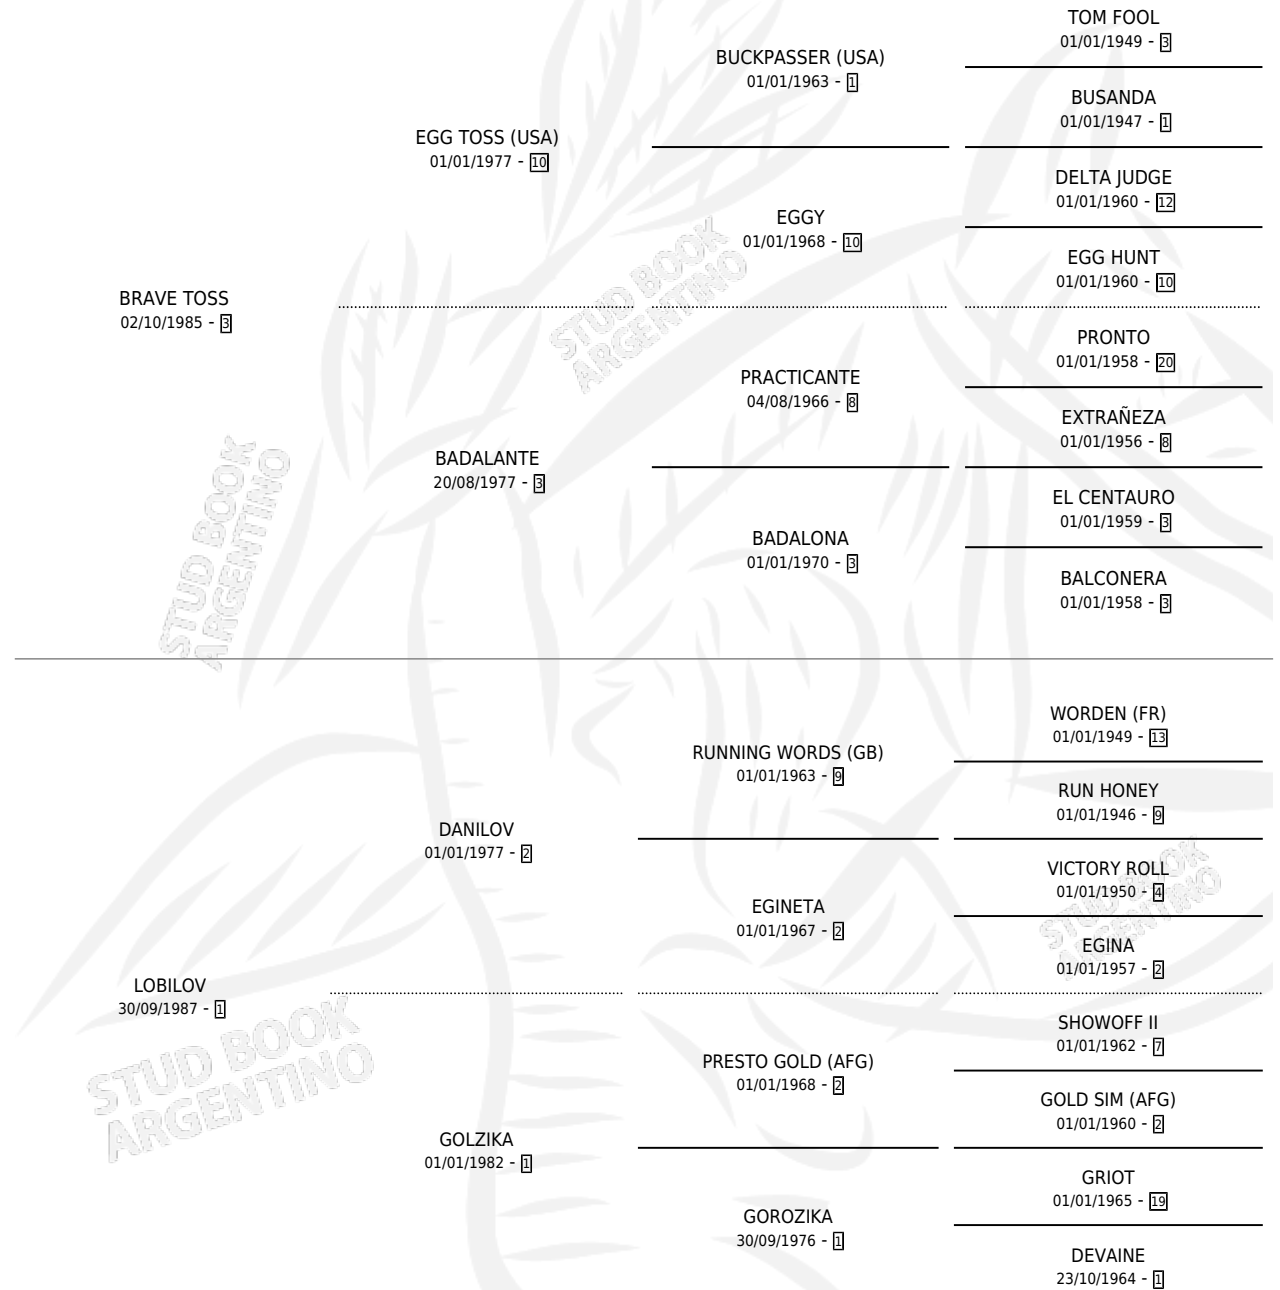 TOM FOOL
01/01/1949 - 3
BUCKPASSER (USA)
01/01/1963 - 1
BUSANDA
01/01/1947 - 1
EGG TOSS (USA)
01/01/1977 - 10
DELTA JUDGE
01/01/1960 - 12
EGGY
01/01/1968 - 10
EGG HUNT
01/01/1960 - 10
BRAVE TOSS
02/10/1985 - 3
PRONTO
01/01/1958 - 20
PRACTICANTE
04/08/1966 - 8
EXTRAÑEZA
01/01/1956 - 8
BADALANTE
20/08/1977 - 3
EL CENTAURO
01/01/1959 - 3
BADALONA
01/01/1970 - 3
BALCONERA
01/01/1958 - 3
STUD BOOK
ARGENTINO
STUD BOOK
ARGENTINO
WORDEN (FR)
01/01/1949 - 13
RUNNING WORDS (GB)
01/01/1963 - 9
RUN HONEY
01/01/1946 - 9
DANILOV
01/01/1977 - 2
VICTORY ROLL
01/01/1950 - 4
EGINETA
01/01/1967 - 2
EGINA
01/01/1957 - 2
LOBILOV
30/09/1987 - 1
SHOWOFF II
01/01/1962 - 7
PRESTO GOLD (AFG)
01/01/1968 - 2
GOLD SIM (AFG)
01/01/1960 - 2
GOLZIKA
01/01/1982 - 1
GRIOT
01/01/1965 - 19
GOROZIKA
30/09/1976 - 1
DEVAINE
23/10/1964 - 1
STUD BOOK
ARGENTINO
STUD BOOK
ARGENTINO